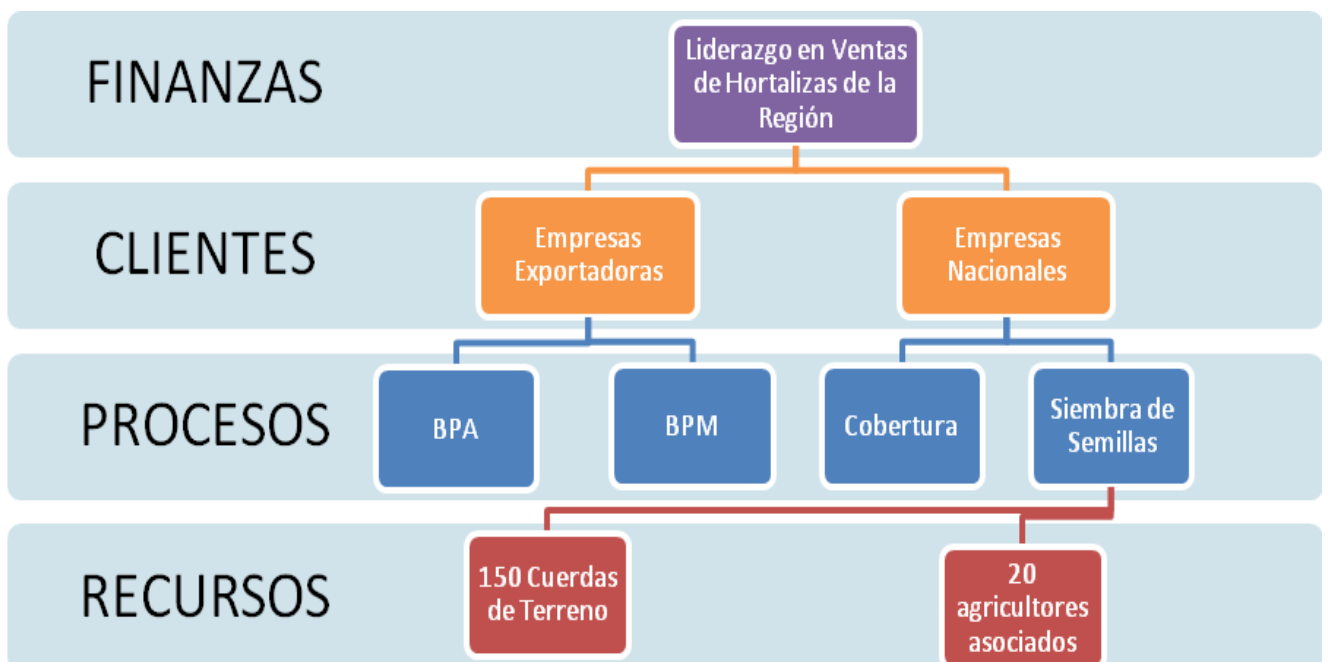 FINANZAS
Liderazgo en Ventas
de Hortalizas de la
Región
CLIENTES
Empresas
Exportadoras
Empresas
Nacionales
PROCESOS
BPA
BPM
Cobertura
Siembra de
Semillas
RECURSOS
150 Cuerdas
de Terreno
20
agricultores
asociados